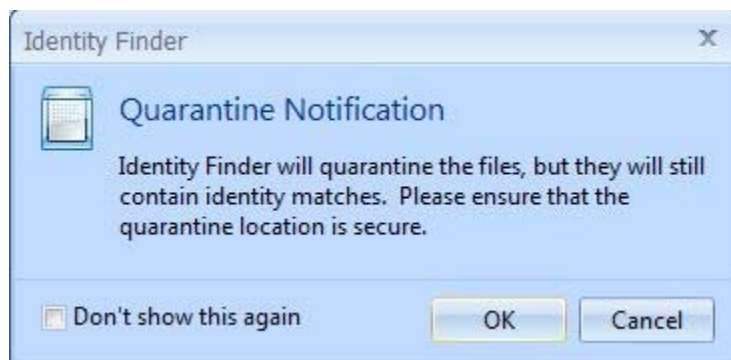 Identity Finder
Quarantine Notification
Identity Finder will quarantine the files, but they will still
contain identity matches. Please ensure that the
quarantine location is secure.
Don't show this again
OK
Cancel